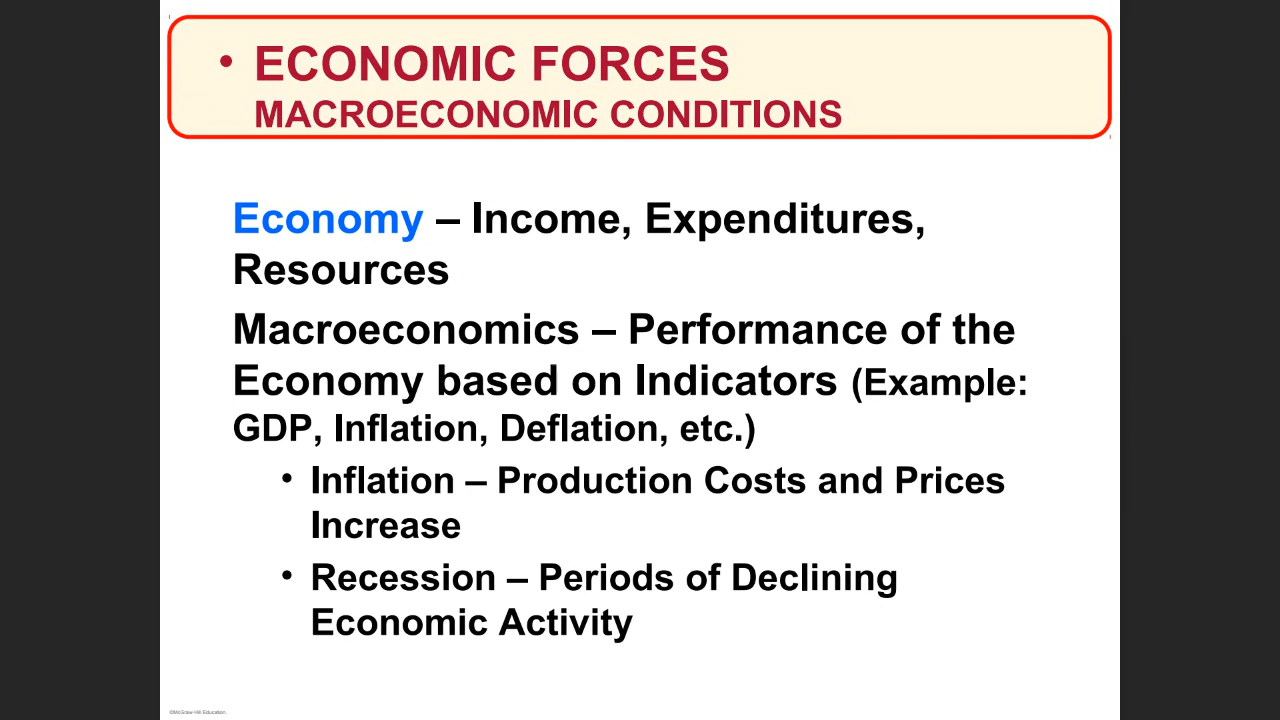 • ECONOMIC FORCES
MACROECONOMIC CONDITIONS
Economy – Income, Expenditures,
Resources
Macroeconomics – Performance of the
Economy based on Indicators (Example:
GDP, Inflation, Deflation, etc.)
• Inflation – Production Costs and Prices
Increase
• Recession – Periods of Declining
Economic Activity
©McGraw-Hill Education.